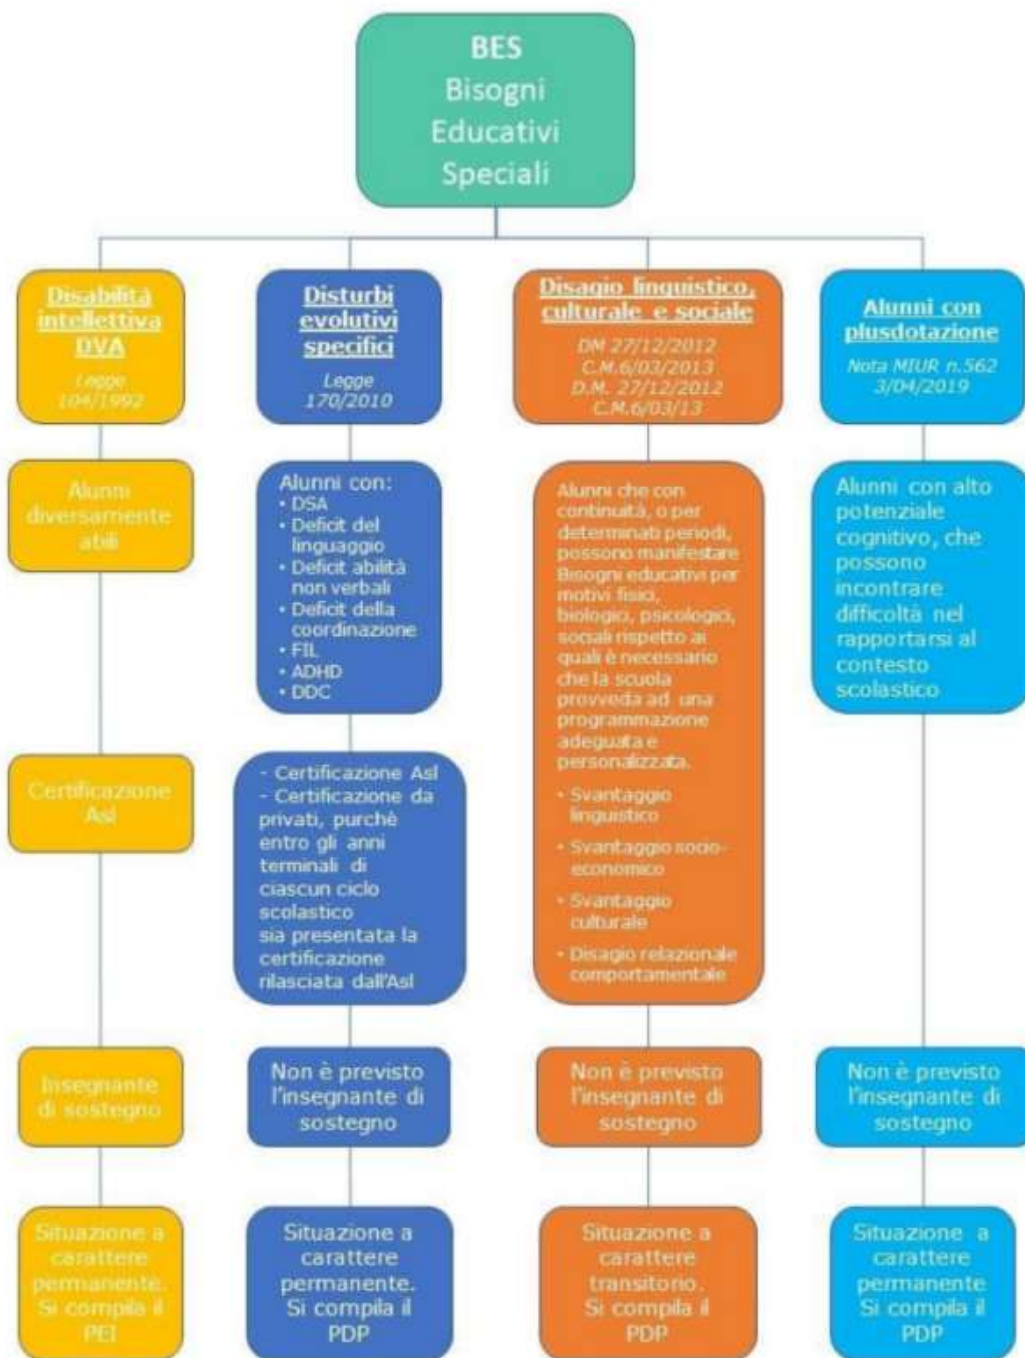 BES
Bisogni
Educativi
Speciali
Disabilità
intellettiva
DVA
Legge
104/1992
Alunni
diversamente
abili
Certificazione
Asl
Insegnante
di sostegno
Situazione a
carattere
permanente.
Si compila il
PEI
Disturbi
evolutivi
specifici
Legge
170/2010
Alunni con:
• DSA
• Deficit del
linguaggio
• Deficit abilità
non verbali
• Deficit della
coordinazione
• FIL
• ADHD
• DDC
- Certificazione Asl
- Certificazione da
privati, purchè
entro gli anni
terminali di
ciascun ciclo
scolastico
sia presentata la
certificazione
rilasciata dall'Asl
Non è previsto
l'insegnante di
sostegno
Situazione a
carattere
permanente.
Si compila il
PDP
Disagio linguistico,
culturale e sociale
DM 27/12/2012
C.M.6/03/2013
D.M. 27/12/2012
C.M.6/03/13
Alunni che con
continuità, o per
determinati periodi,
possono manifestare
Bisogni educativi per
motivi fisici,
biologici, psicologici,
sociali rispetto ai
quali è necessario
che la scuola
provveda ad una
programmazione
adeguata e
personalizzata.
• Svantaggio
linguistico
• Svantaggio socio-
economico
• Svantaggio
culturale
• Disagio relazionale
comportamentale
Non è previsto
l'insegnante di
sostegno
Situazione a
carattere
transitorio.
Si compila il
PDP
Alunni con
plusdotazione
Nota MIUR n.562
3/04/2019
Alunni con alto
potenziale
cognitivo, che
possono
incontrare
difficoltà nel
rapportarsi al
contesto
scolastico
Non è previsto
l'insegnante di
sostegno
Situazione a
carattere
permanente
Si compila il
PDP